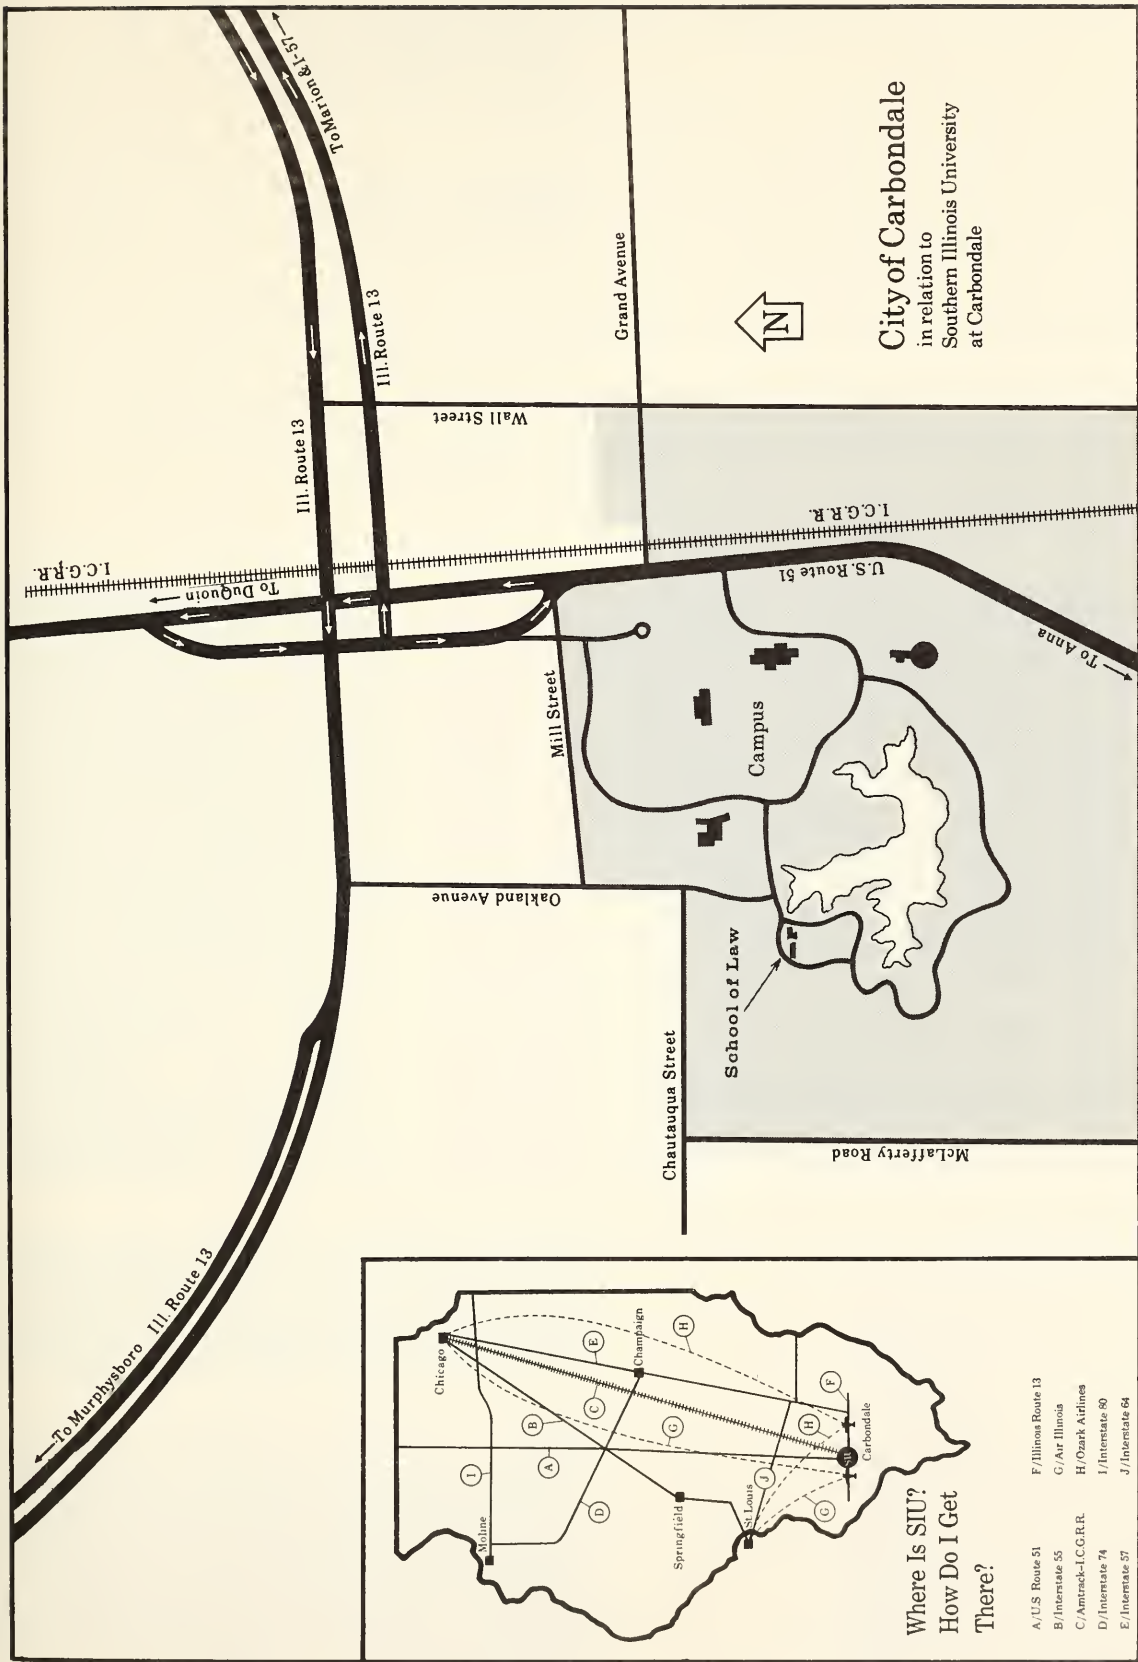 To Murphysboro Ill. Route 13
I.C.G.R.R.
To DuQuoin
Ill. Route 13
Ill. Route 13
To Marion & I-57
Wall Street
Grand Avenue
Oakland Avenue
Mill Street
Chautauqua Street
School of Law
McLafferty Road
Campus
U.S. Route 51
I.C.G.R.R.
To Anna
N
City of Carbondale
in relation to
Southern Illinois University
at Carbondale
Chicago
Moline
Champaign
Springfield
St. Louis
SIU
Carbondale
I
A
B
C
E
D
G
H
H
J
G
F
Where Is SIU?
How Do I Get
There?
A/U.S Route 51
B/Interstate 55
C/Amtrack-I.C.G.R.R.
D/Interstate 74
E/Interstate 57
F/Illinois Route 13
G/Air Illinois
H/Ozark Airlines
I/Interstate 80
J/Interstate 64